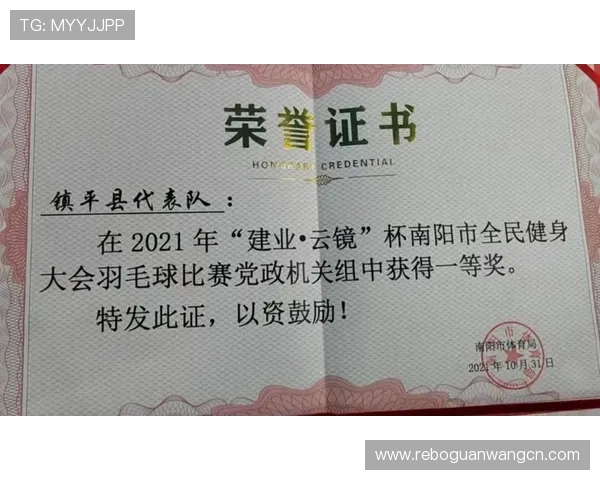 TG: MYYJJPP
荣誉证书
HONORARY CREDENTIAL
镇平县代表队：
在2021年“建业•云镜”杯南阳市全民健身
大会羽毛球比赛党政机关组中获得一等奖。
特发此证，以资鼓励！
南阳市体育局
2021年10月31日
www.reboguanwangcn.com